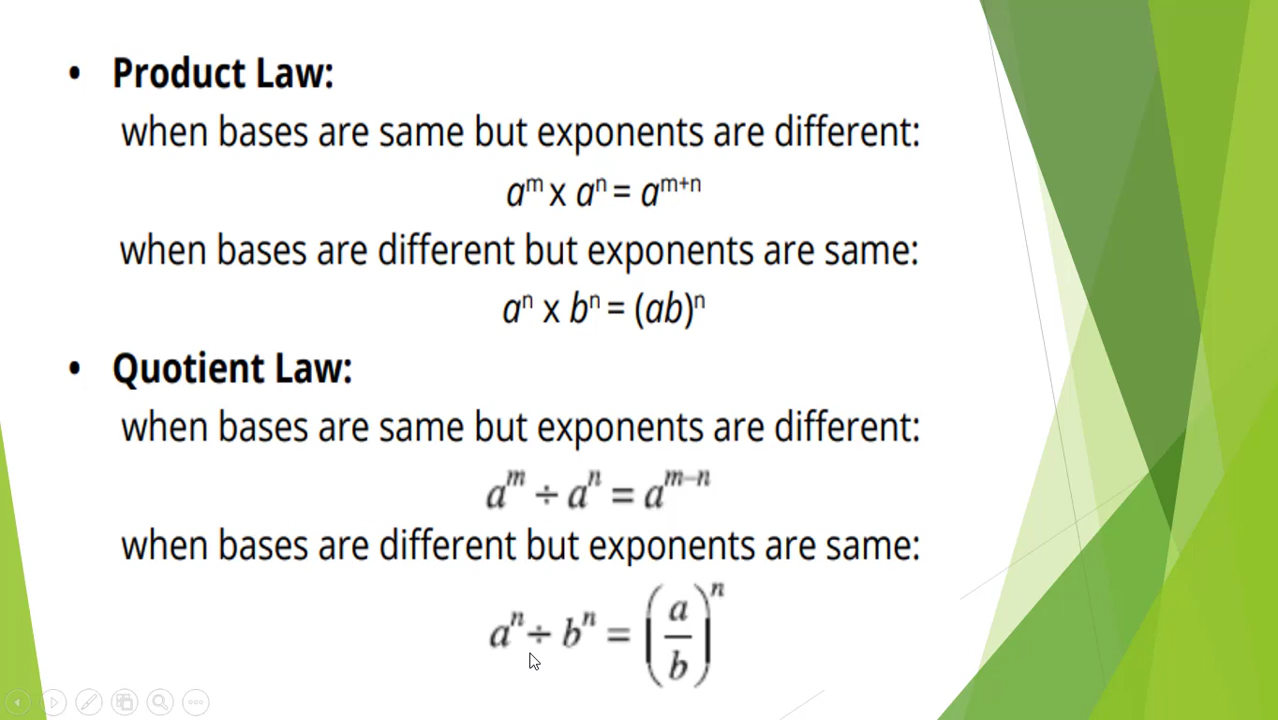 • Product Law:
when bases are same but exponents are different:
aᵐ x aⁿ = aᵐ⁺ⁿ
when bases are different but exponents are same:
aⁿ x bⁿ = (ab)ⁿ
• Quotient Law:
when bases are same but exponents are different:
aᵐ ÷ aⁿ = aᵐ⁻ⁿ
when bases are different but exponents are same:
aⁿ ÷ bⁿ = (a/b)ⁿ